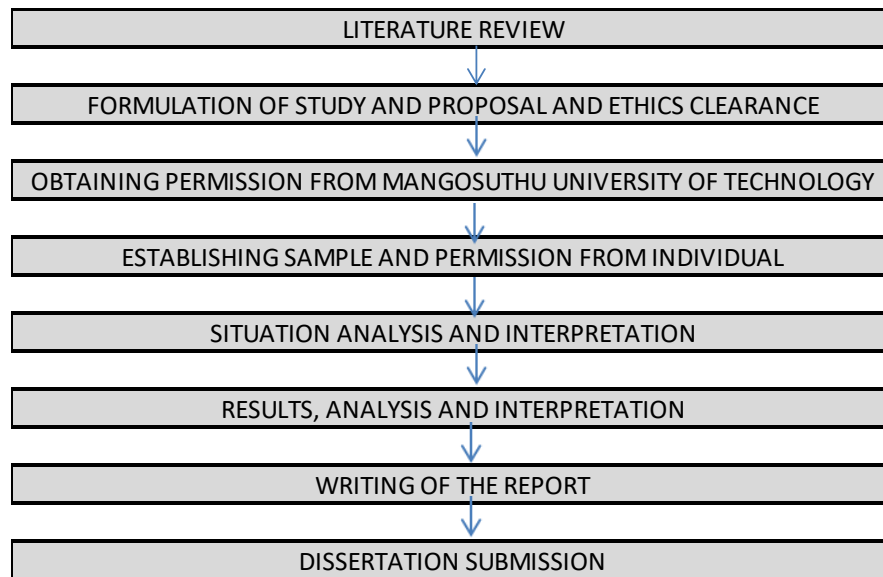 LITERATURE REVIEW
FORMULATION OF STUDY AND PROPOSAL AND ETHICS CLEARANCE
OBTAINING PERMISSION FROM MANGOSUTHU UNIVERSITY OF TECHNOLOGY
ESTABLISHING SAMPLE AND PERMISSION FROM INDIVIDUAL
SITUATION ANALYSIS AND INTERPRETATION
RESULTS, ANALYSIS AND INTERPRETATION
WRITING OF THE REPORT
DISSERTATION SUBMISSION